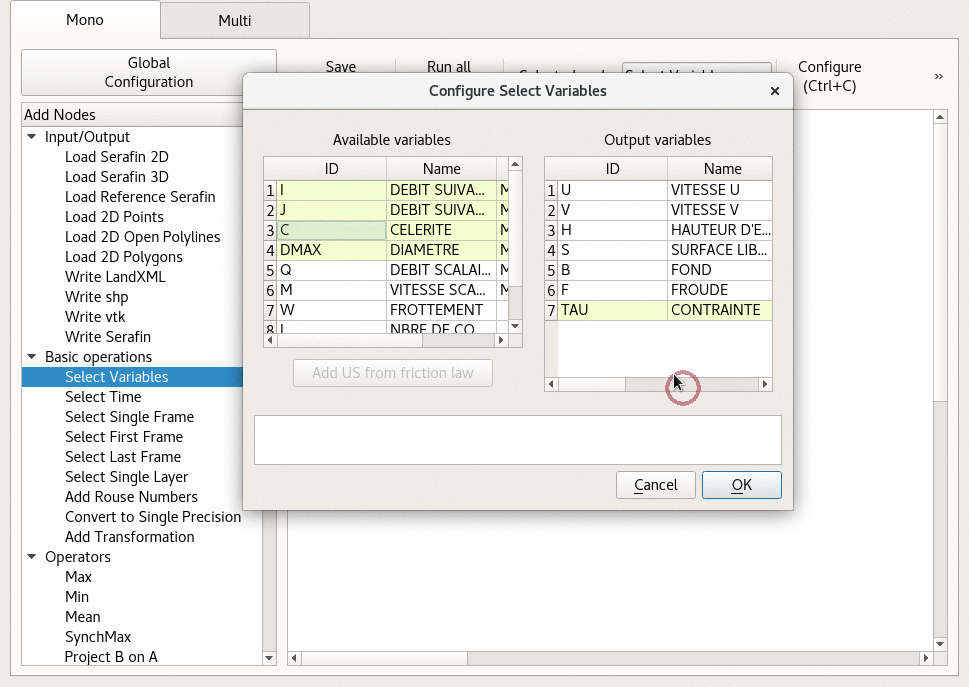 Mono
Multi
Global
Configuration
Save
Run all
Configure
(Ctrl+C)
»
Add Nodes
Input/Output
Load Serafin 2D
Load Serafin 3D
Load Reference Serafin
Load 2D Points
Load 2D Open Polylines
Load 2D Polygons
Write LandXML
Write shp
Write vtk
Write Serafin
Basic operations
Select Variables
Select Time
Select Single Frame
Select First Frame
Select Last Frame
Select Single Layer
Add Rouse Numbers
Convert to Single Precision
Add Transformation
Operators
Max
Min
Mean
SynchMax
Project B on A
Configure Select Variables
×
Available variables
ID Name
1 I DEBIT SUIVA... M
2 J DEBIT SUIVA... M
3 C CELERITE M
4 DMAX DIAMETRE M
5 Q DEBIT SCALAI... M
6 M VITESSE SCA... M
7 W FROTTEMENT
8 NBRE DE CO
Add US from friction law
Output variables
ID Name
1 U VITESSE U
2 V VITESSE V
3 H HAUTEUR D'E...
4 S SURFACE LIB...
5 B FOND
6 F FROUDE
7 TAU CONTRAINTE
Cancel
OK